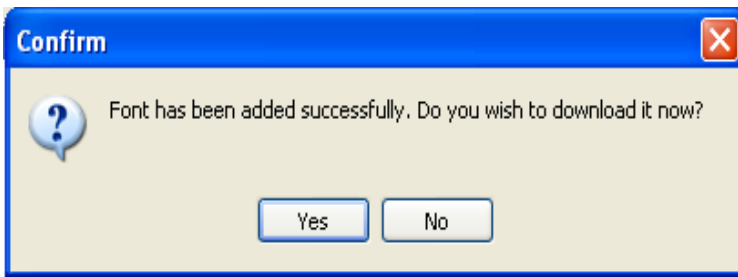 Confirm
Font has been added successfully. Do you wish to download it now?
Yes No